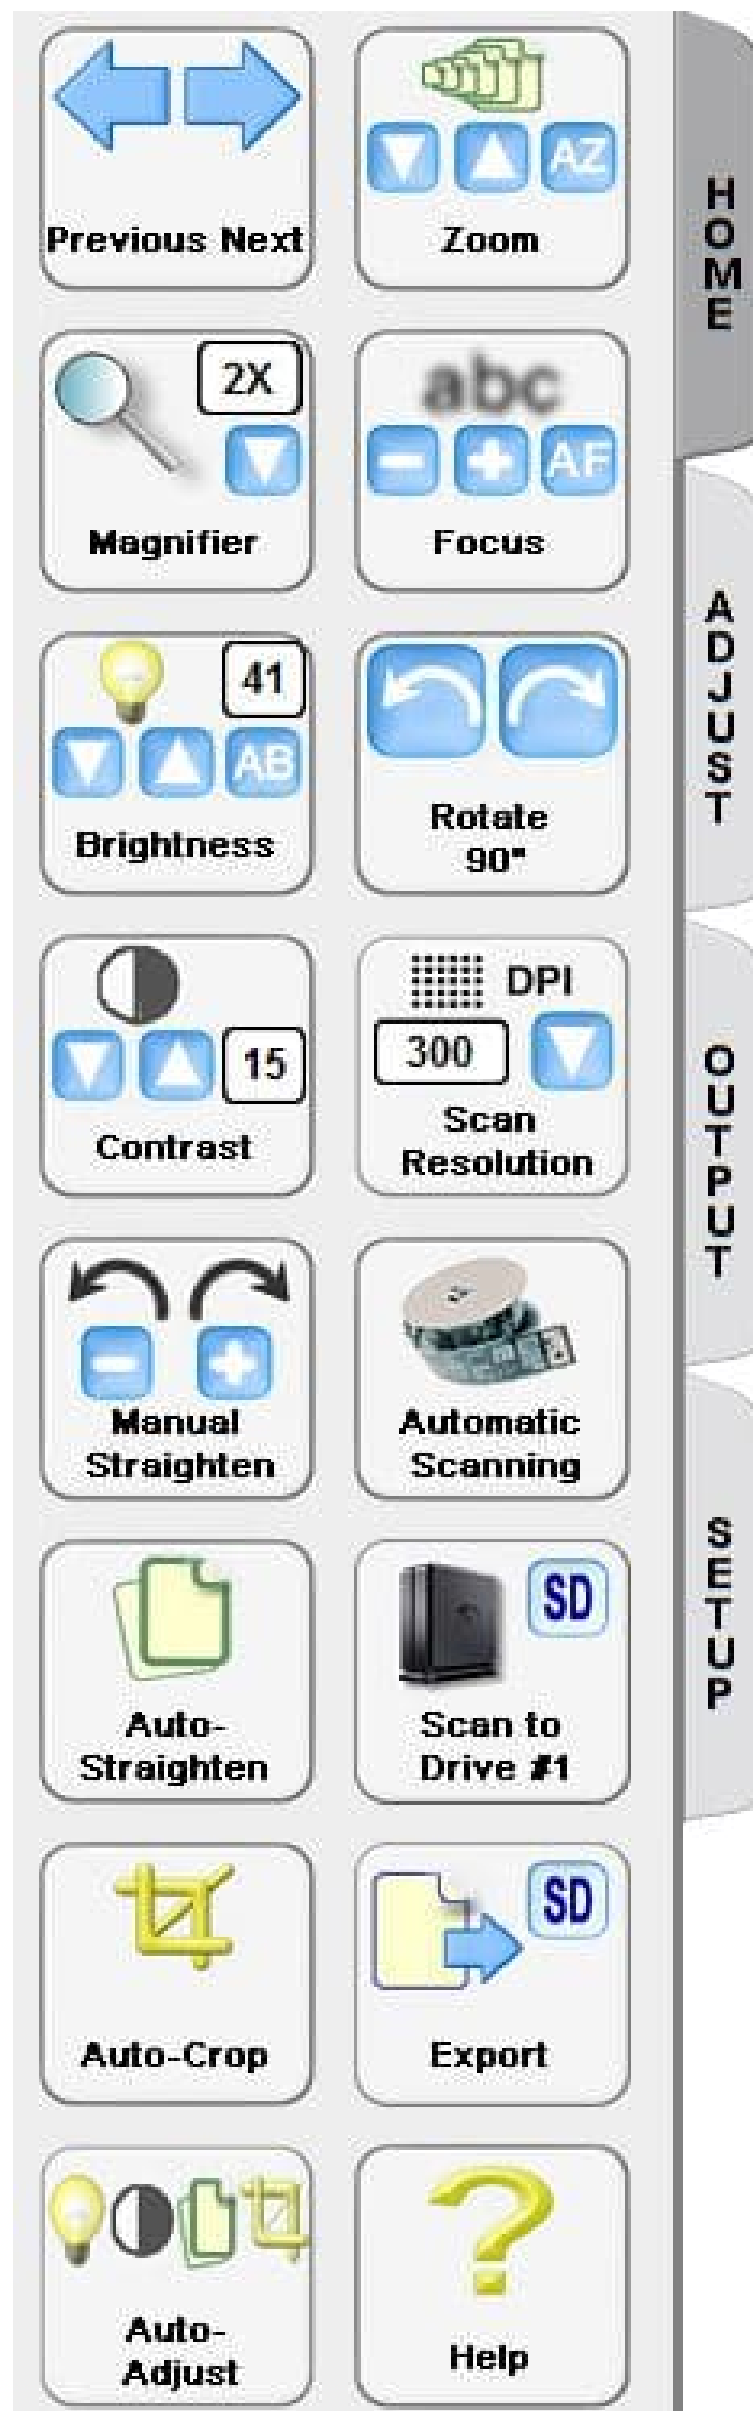 Previous Next
AZ
Zoom
2X
Magnifier
abc
AF
Focus
41
AB
Brightness
Rotate
90°
15
Contrast
DPI
300
Scan
Resolution
Manual
Straighten
Automatic
Scanning
Auto-
Straighten
SD
Scan to
Drive #1
Auto-Crop
SD
Export
Auto-
Adjust
Help
HOME
ADJUST
OUTPUT
SETUP